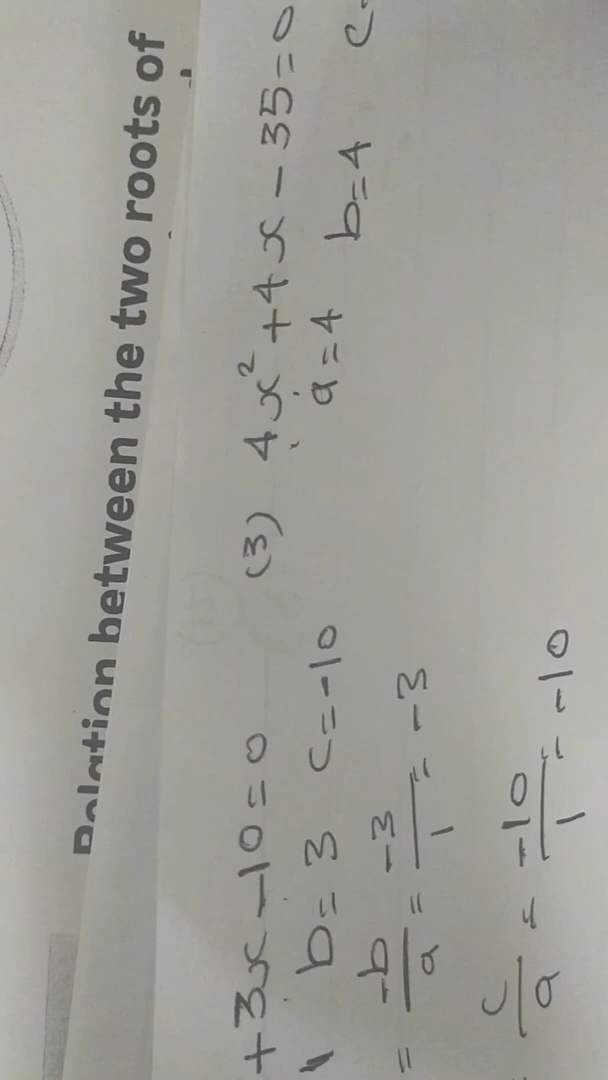 Relation between the two roots of
+3x-10=0
b=3 c=-10
= -b/a = -3/1 = -3
c/a = -10/1 = -10
(3) 4x²+4x-35=0
a=4 b=4 c